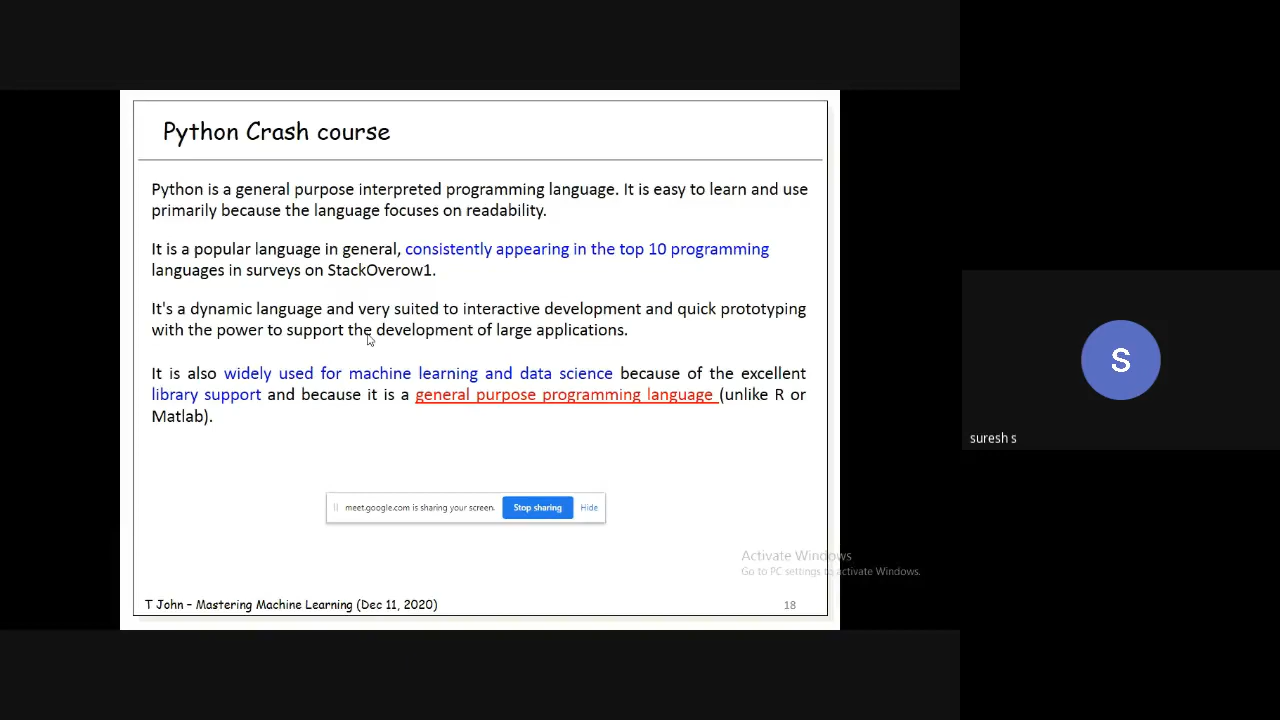 Python Crash course
Python is a general purpose interpreted programming language. It is easy to learn and use
primarily because the language focuses on readability.
It is a popular language in general, consistently appearing in the top 10 programming
languages in surveys on StackOverow1.
It's a dynamic language and very suited to interactive development and quick prototyping
with the power to support the development of large applications.
It is also widely used for machine learning and data science because of the excellent
library support and because it is a general purpose programming language (unlike R or
Matlab).
meet.google.com is sharing your screen. Stop sharing Hide
Activate Windows
Go to PC settings to activate Windows.
T John – Mastering Machine Learning (Dec 11, 2020) 18
S
suresh s